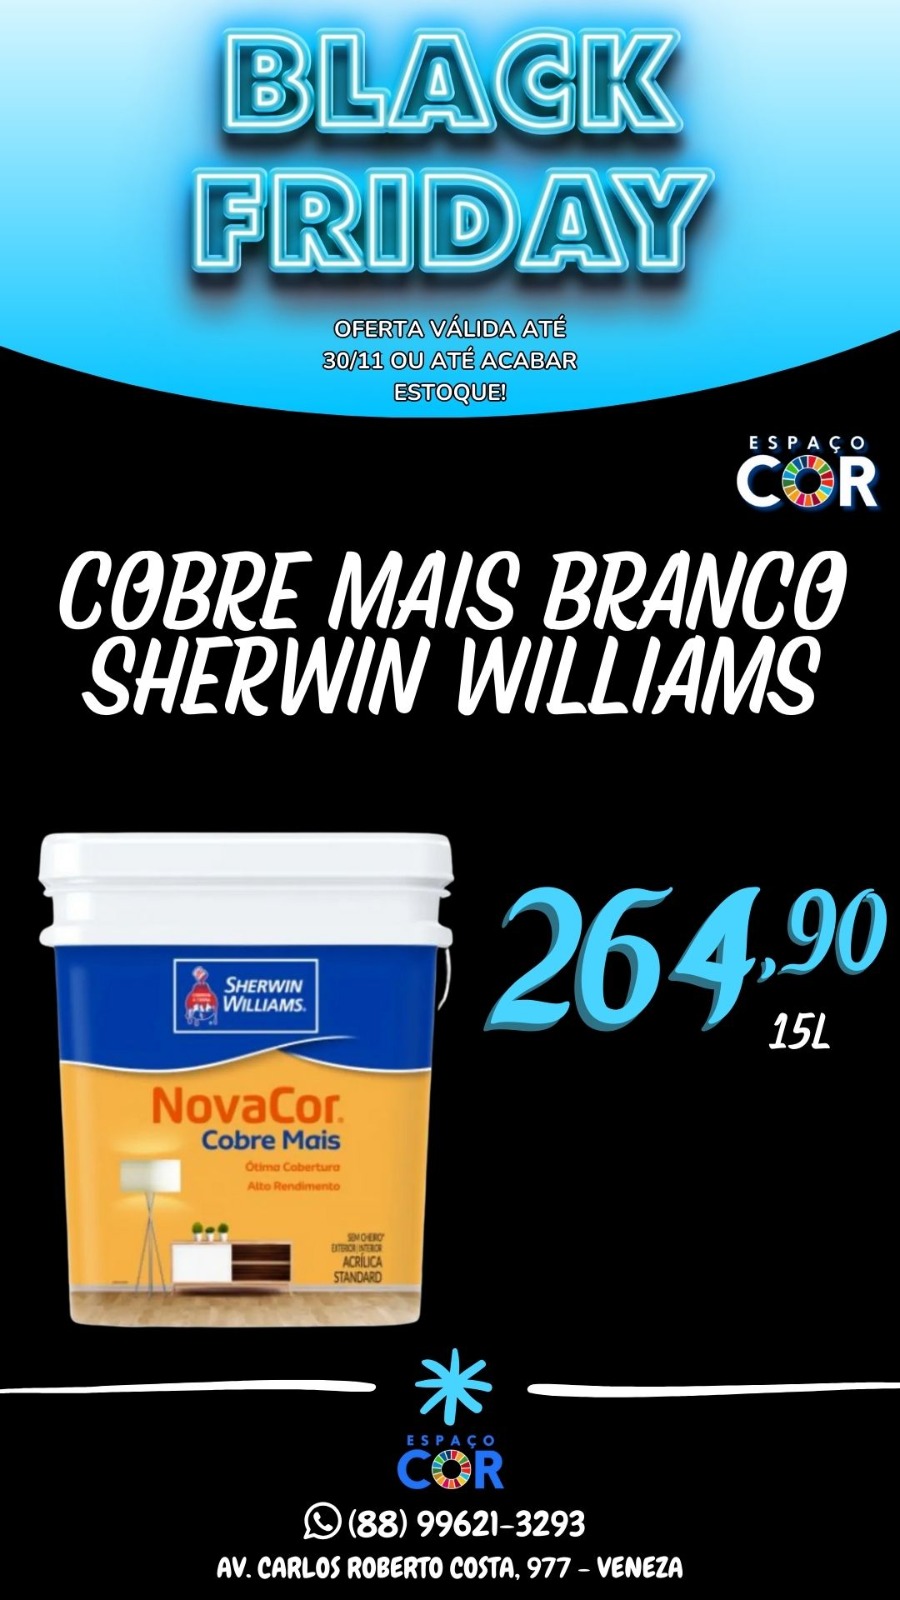 BLACK
FRIDAY
OFERTA VÁLIDA ATÉ
30/11 OU ATÉ ACABAR
ESTOQUE!
ESPAÇO
COR
COBRE MAIS BRANCO
SHERWIN WILLIAMS
264,90
15L
SHERWIN
WILLIAMS.
NovaCor®
Cobre Mais
Ótima Cobertura
Alto Rendimento
SEM CHEIRO*
EXTERIOR | INTERIOR
ACRÍLICA
STANDARD
ESPAÇO
COR
(88) 99621-3293
AV. CARLOS ROBERTO COSTA, 977 - VENEZA